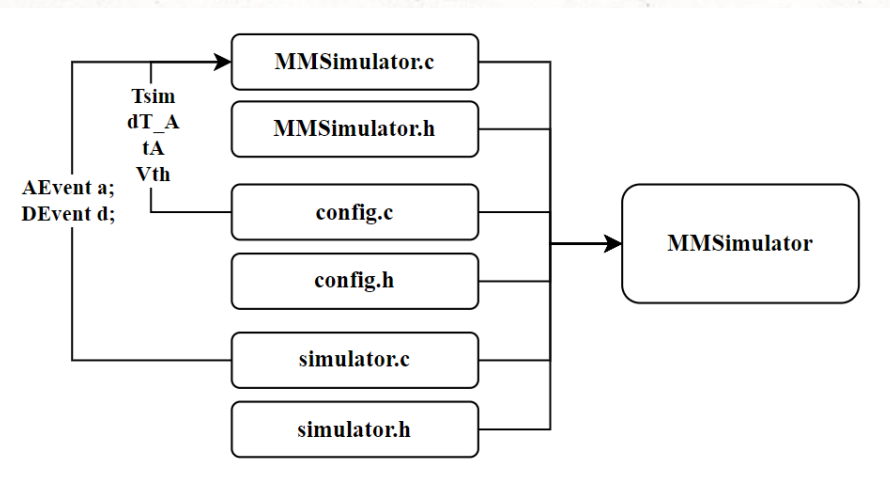 MMSimulator.c
Tsim
dT_A
tA
Vth
MMSimulator.h
AEvent a;
DEvent d;
config.c
config.h
simulator.c
simulator.h
MMSimulator